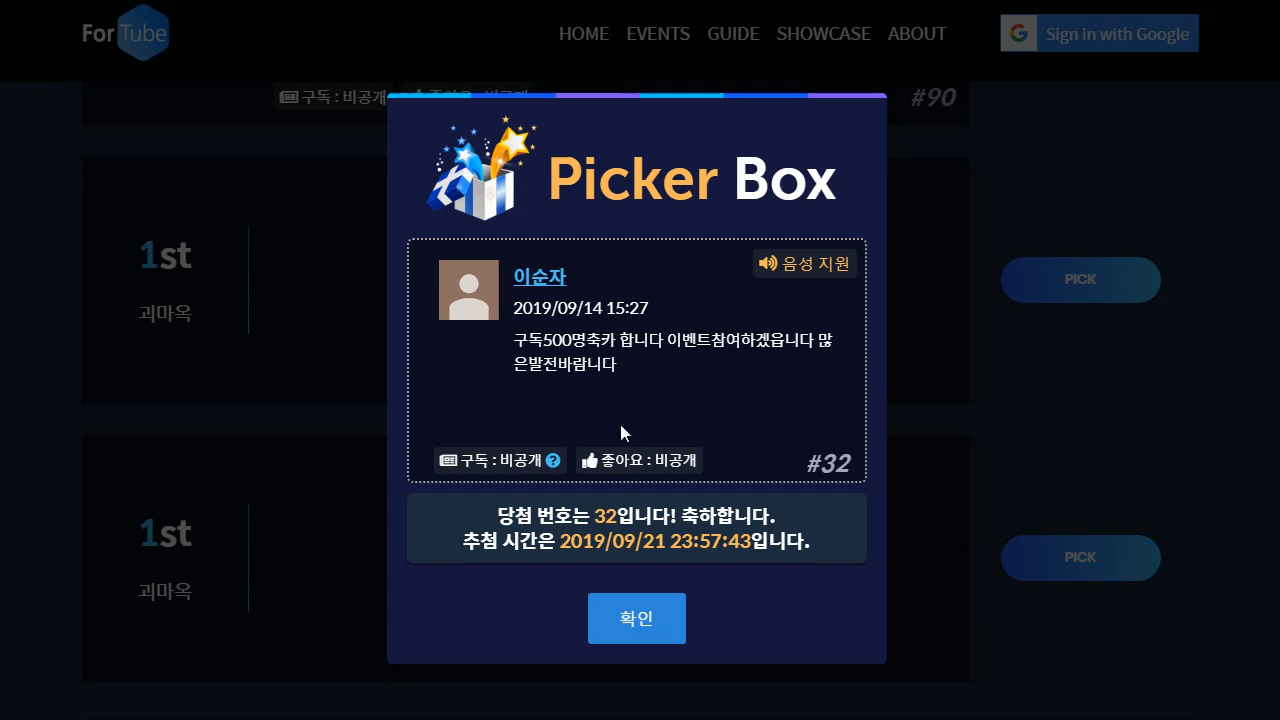 For Tube
HOME EVENTS GUIDE SHOWCASE ABOUT
Sign in with Google
구독 : 비공개
좋아요 : 비공개
#90
Picker Box
이순자
음성 지원
2019/09/14 15:27
구독500명축카 합니다 이벤트참여하겠읍니다 많
은발전바람니다
구독 : 비공개 ?
좋아요 : 비공개
#32
당첨 번호는 32입니다! 축하합니다.
추첨 시간은 2019/09/21 23:57:43입니다.
확인
1st
괴마옥
PICK
1st
괴마옥
PICK